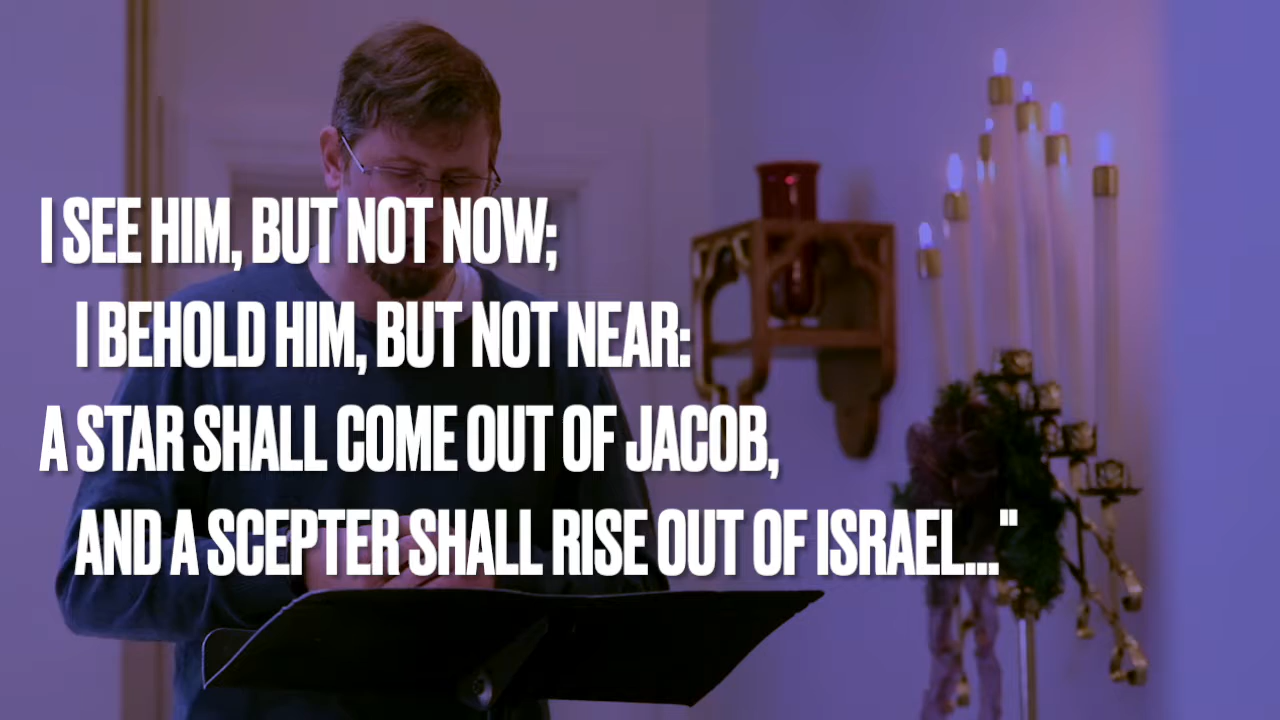 I SEE HIM, BUT NOT NOW;
I BEHOLD HIM, BUT NOT NEAR:
A STAR SHALL COME OUT OF JACOB,
AND A SCEPTER SHALL RISE OUT OF ISRAEL..."